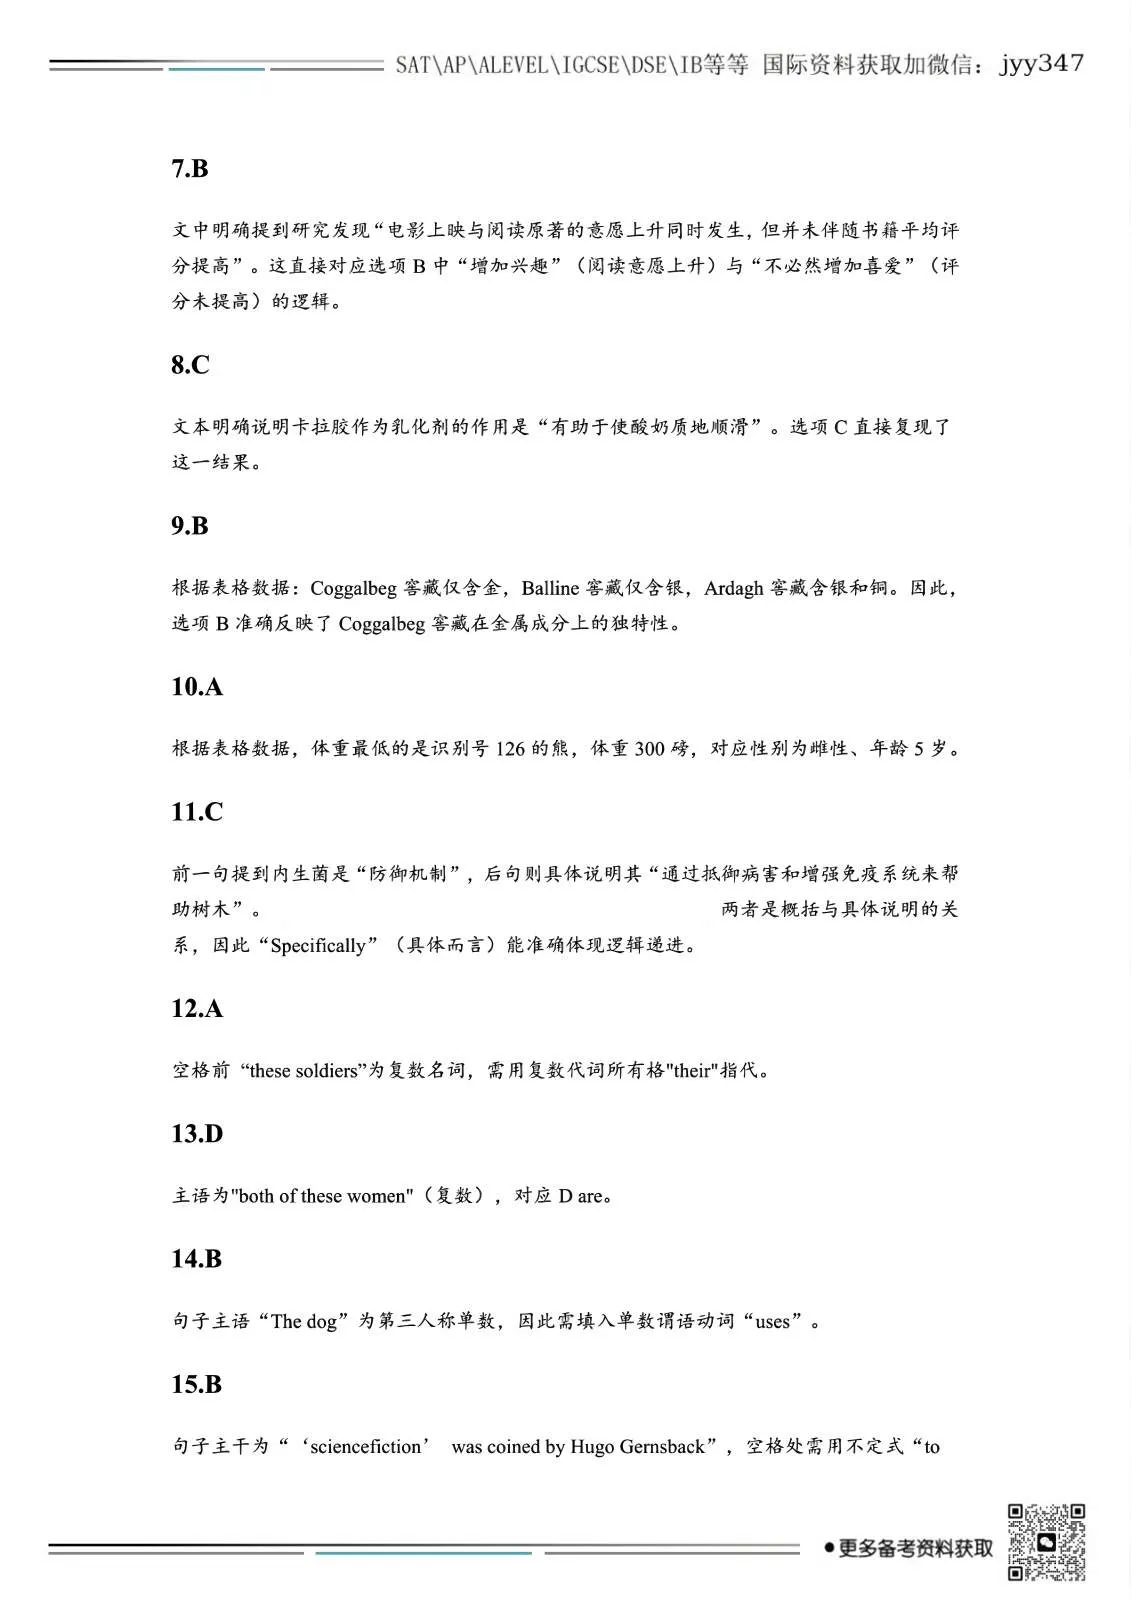 SAT\AP\ALEVEL\IGCSE\DSE\IB等等 国际资料获取加微信：jyy347
7.B
文中明确提到研究发现“电影上映与阅读原著的意愿上升同时发生，但并未伴随书籍平均评
分提高”。这直接对应选项 B 中“增加兴趣”（阅读意愿上升）与“不必然增加喜爱”（评
分未提高）的逻辑。
8.C
文本明确说明卡拉胶作为乳化剂的作用是“有助于使酸奶质地顺滑”。选项 C 直接复现了
这一结果。
9.B
根据表格数据：Coggalbeg 窖藏仅含金，Balline 窖藏仅含银，Ardagh 窖藏含银和铜。因此，
选项 B 准确反映了 Coggalbeg 窖藏在金属成分上的独特性。
10.A
根据表格数据，体重最低的是识别号 126 的熊，体重 300 磅，对应性别为雌性、年龄 5 岁。
11.C
前一句提到内生菌是“防御机制”，后句则具体说明其“通过抵御病害和增强免疫系统来帮
助树木”。 两者是概括与具体说明的关
系，因此“Specifically”（具体而言）能准确体现逻辑递进。
12.A
空格前 “these soldiers”为复数名词，需用复数代词所有格"their"指代。
13.D
主语为"both of these women"（复数），对应 D are。
14.B
句子主语“The dog”为第三人称单数，因此需填入单数谓语动词“uses”。
15.B
句子主干为“‘sciencefiction’ was coined by Hugo Gernsback”，空格处需用不定式“to
●更多备考资料获取